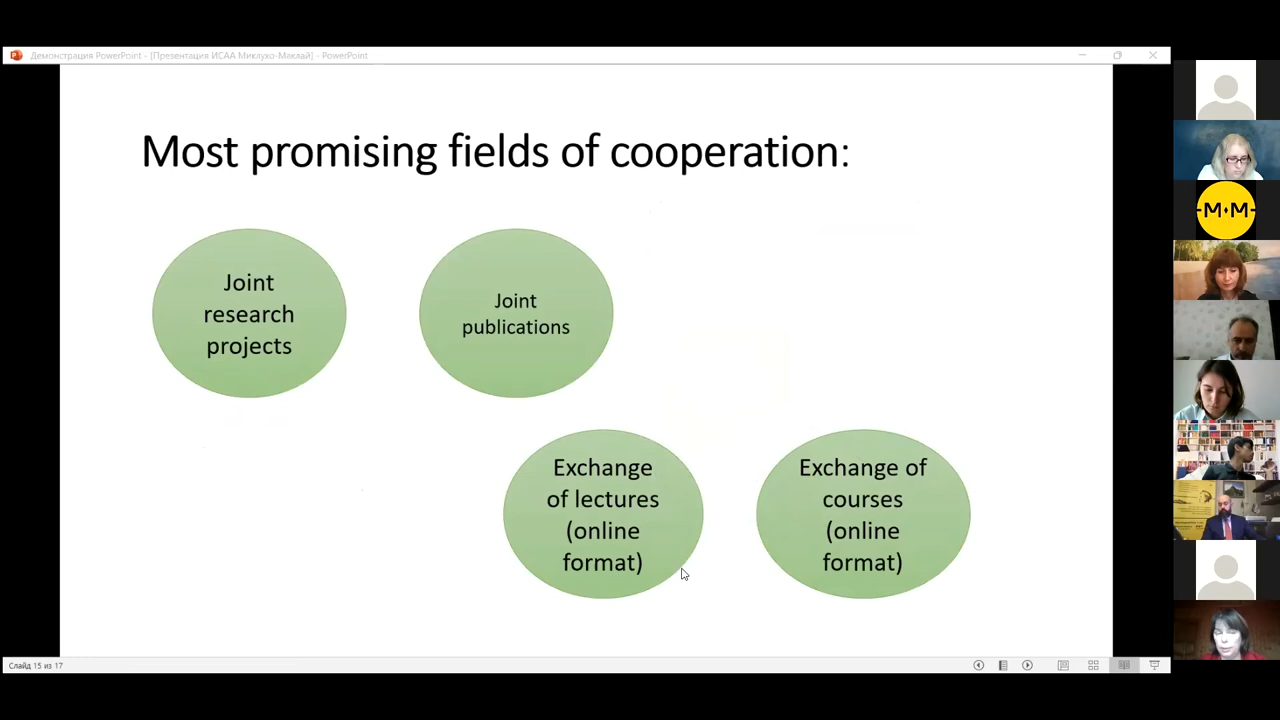 Демонстрация PowerPoint - [Презентация ИСАА Миклухо-Маклай] - PowerPoint
Most promising fields of cooperation:
Joint
research
projects
Joint
publications
Exchange
of lectures
(online
format)
Exchange of
courses
(online
format)
Слайд 15 из 17
M·M